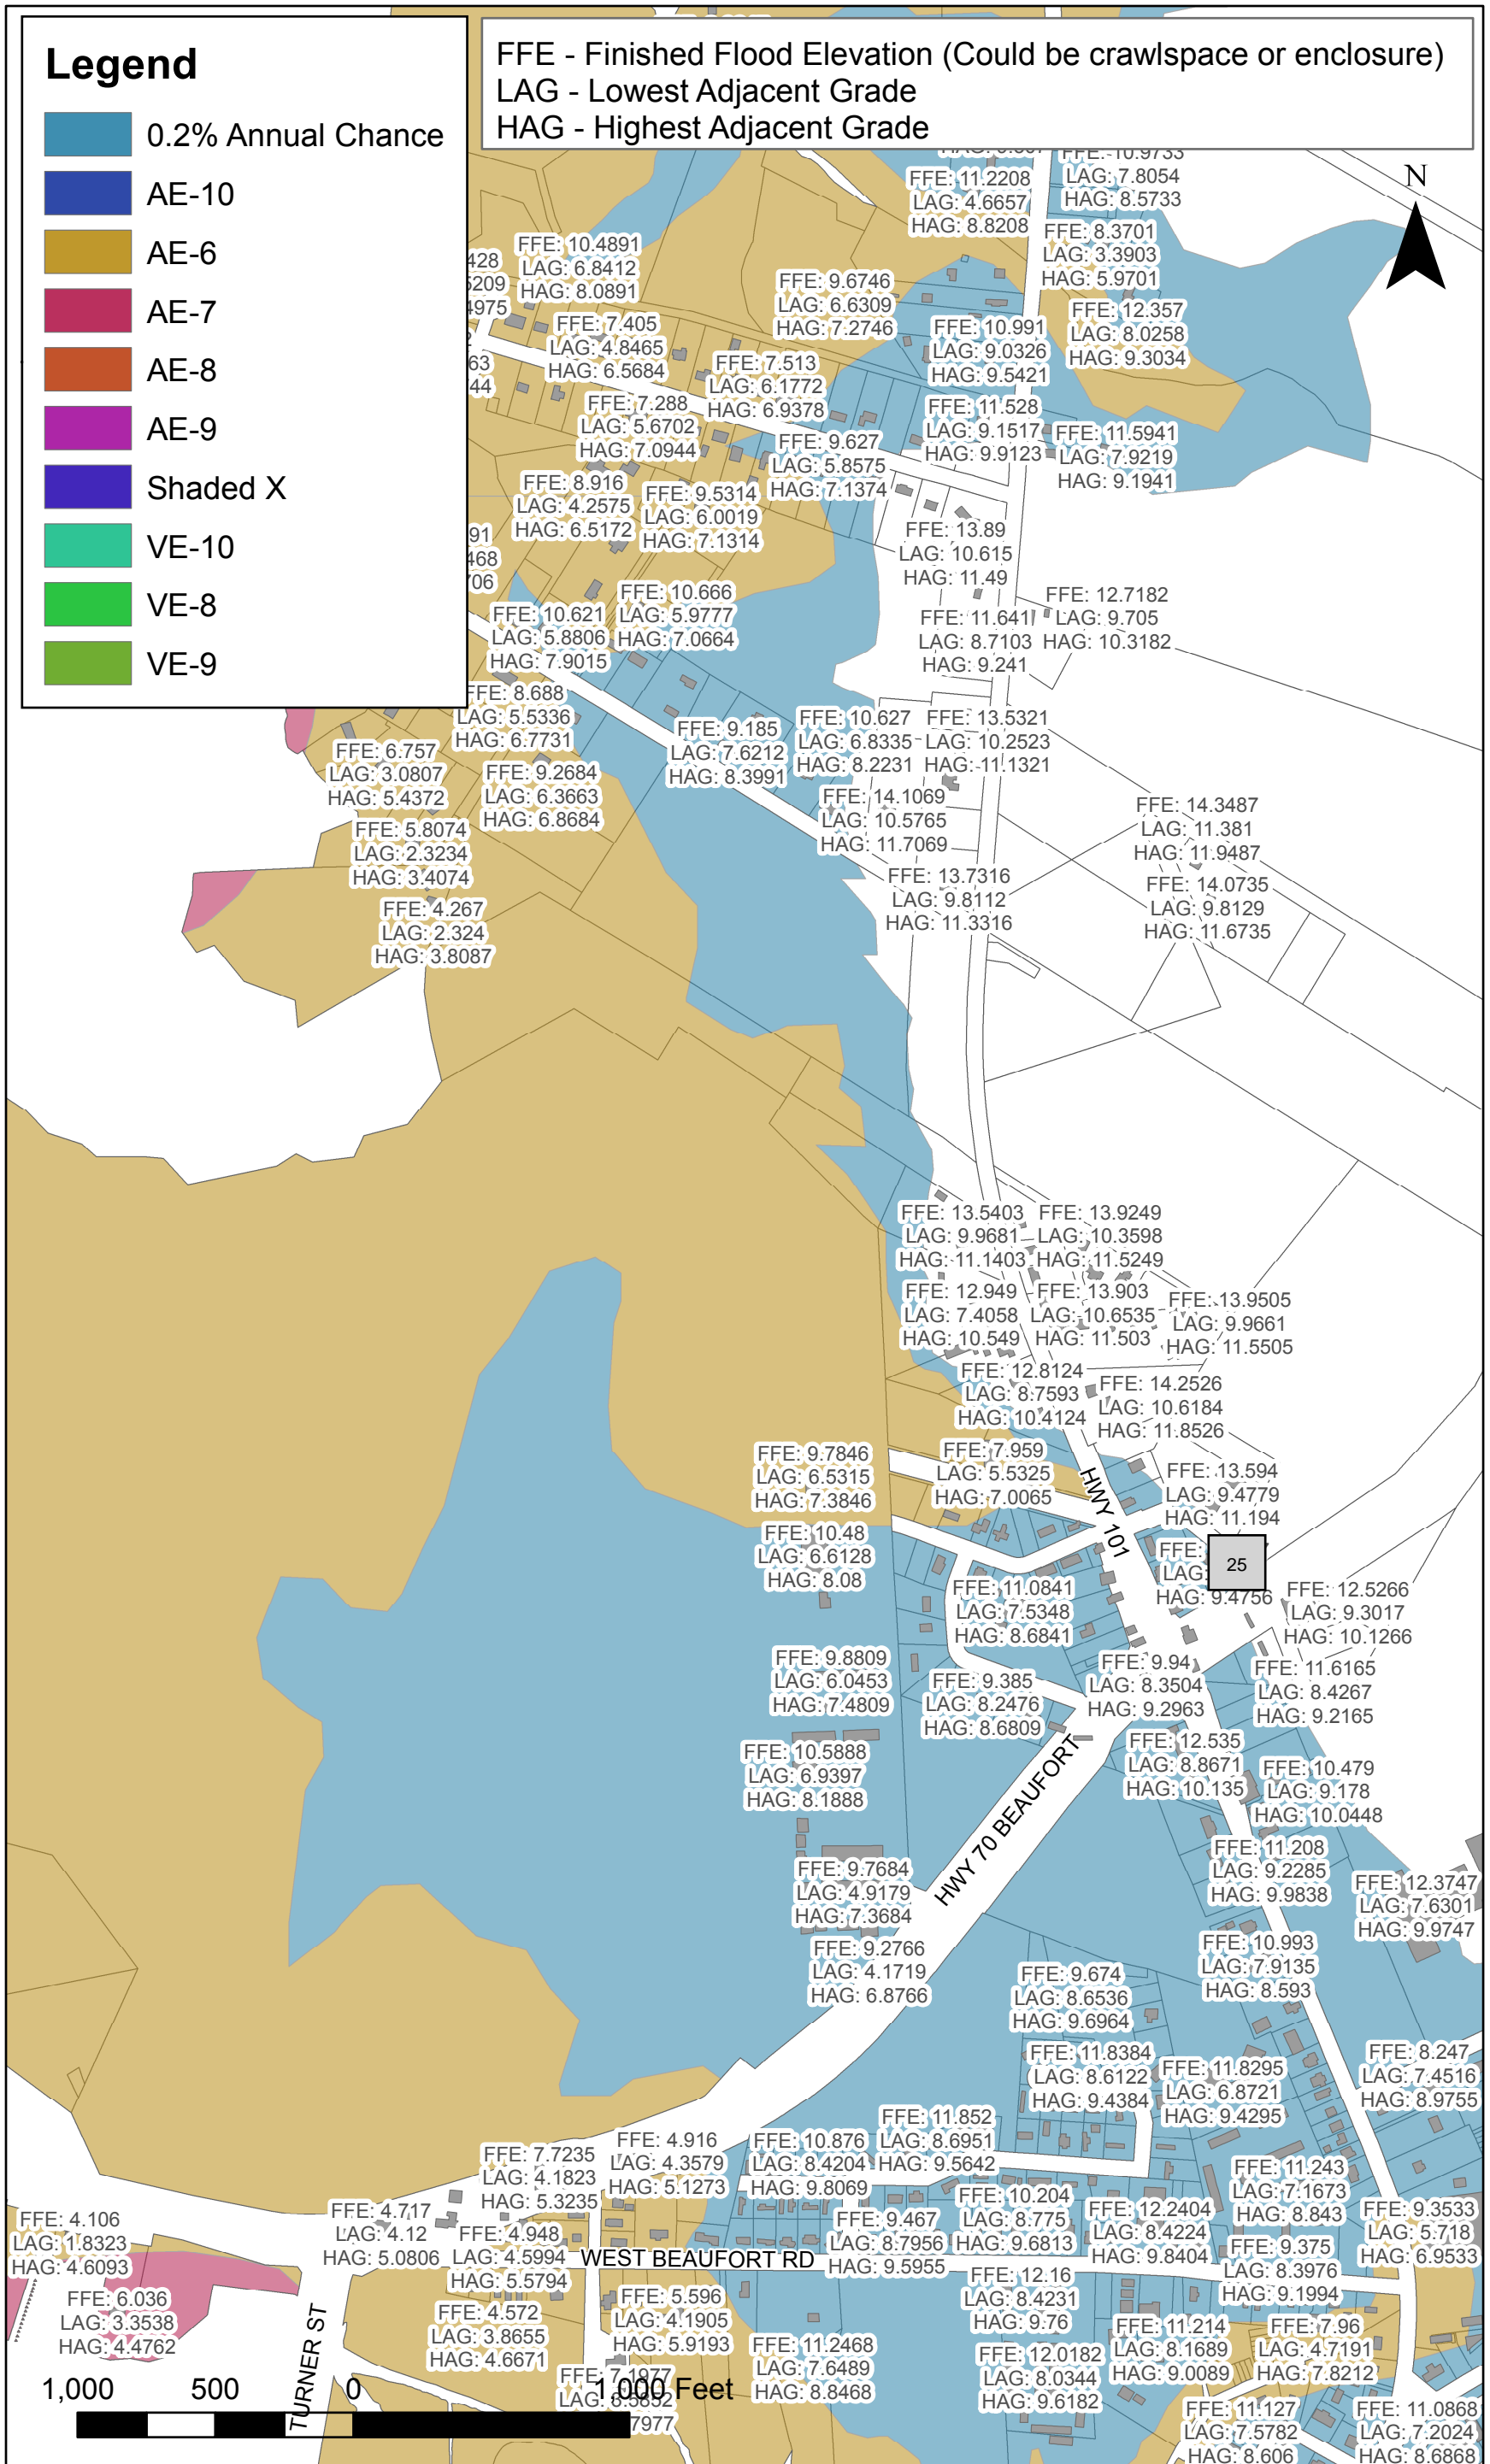 Legend
0.2% Annual Chance
AE-10
AE-6
AE-7
AE-8
AE-9
Shaded X
VE-10
VE-8
VE-9
FFE - Finished Flood Elevation (Could be crawlspace or enclosure)
LAG - Lowest Adjacent Grade
HAG - Highest Adjacent Grade
N
FFE: 10.9733
LAG: 7.8054
HAG: 8.5733
FFE: 11.2208
LAG: 4.6657
HAG: 8.8208
FFE: 8.3701
LAG: 3.3903
HAG: 5.9701
FFE: 10.4891
LAG: 6.8412
HAG: 8.0891
FFE: 9.6746
LAG: 6.6309
HAG: 7.2746
FFE: 12.357
LAG: 8.0258
HAG: 9.3034
FFE: 7.405
LAG: 4.8465
HAG: 6.5684
FFE: 10.991
LAG: 9.0326
HAG: 9.5421
FFE: 7.513
LAG: 6.1772
HAG: 6.9378
FFE: 7.288
LAG: 5.6702
HAG: 7.0944
FFE: 11.528
LAG: 9.1517
HAG: 9.9123
FFE: 9.627
LAG: 5.8575
HAG: 7.1374
FFE: 11.5941
LAG: 7.9219
HAG: 9.1941
FFE: 8.916
LAG: 4.2575
HAG: 6.5172
FFE: 9.5314
LAG: 6.0019
HAG: 7.1314
FFE: 13.89
LAG: 10.615
HAG: 11.49
FFE: 10.666
LAG: 5.9777
HAG: 7.0664
FFE: 12.7182
LAG: 9.705
HAG: 10.3182
FFE: 10.621
LAG: 5.8806
HAG: 7.9015
FFE: 11.641
LAG: 8.7103
HAG: 9.241
FFE: 8.688
LAG: 5.5336
HAG: 6.7731
FFE: 9.185
LAG: 7.6212
HAG: 8.3991
FFE: 10.627
LAG: 6.8335
HAG: 8.2231
FFE: 13.5321
LAG: 10.2523
HAG: 11.1321
FFE: 6.757
LAG: 3.0807
HAG: 5.4372
FFE: 9.2684
LAG: 6.3663
HAG: 6.8684
FFE: 14.1069
LAG: 10.5765
HAG: 11.7069
FFE: 14.3487
LAG: 11.381
HAG: 11.9487
FFE: 5.8074
LAG: 2.3234
HAG: 3.4074
FFE: 13.7316
LAG: 9.8112
HAG: 11.3316
FFE: 14.0735
LAG: 9.8129
HAG: 11.6735
FFE: 4.267
LAG: 2.324
HAG: 3.8087
FFE: 13.5403
LAG: 9.9681
HAG: 11.1403
FFE: 13.9249
LAG: 10.3598
HAG: 11.5249
FFE: 12.949
LAG: 7.4058
HAG: 10.549
FFE: 13.903
LAG: 10.6535
HAG: 11.503
FFE: 13.9505
LAG: 9.9661
HAG: 11.5505
FFE: 12.8124
LAG: 8.7593
HAG: 10.4124
FFE: 14.2526
LAG: 10.6184
HAG: 11.8526
FFE: 9.7846
LAG: 6.5315
HAG: 7.3846
FFE: 7.959
LAG: 5.5325
HAG: 7.0065
HWY 101
FFE: 13.594
LAG: 9.4779
HAG: 11.194
FFE: 10.48
LAG: 6.6128
HAG: 8.08
FFE:
LAG:
HAG: 9.4756
25
FFE: 11.0841
LAG: 7.5348
HAG: 8.6841
FFE: 12.5266
LAG: 9.3017
HAG: 10.1266
FFE: 9.8809
LAG: 6.0453
HAG: 7.4809
FFE: 9.385
LAG: 8.2476
HAG: 8.6809
FFE: 9.94
LAG: 8.3504
HAG: 9.2963
FFE: 11.6165
LAG: 8.4267
HAG: 9.2165
FFE: 10.5888
LAG: 6.9397
HAG: 8.1888
HWY 70 BEAUFORT
FFE: 12.535
LAG: 8.8671
HAG: 10.135
FFE: 10.479
LAG: 9.178
HAG: 10.0448
FFE: 9.7684
LAG: 4.9179
HAG: 7.3684
FFE: 11.208
LAG: 9.2285
HAG: 9.9838
FFE: 12.3747
LAG: 7.6301
HAG: 9.9747
FFE: 9.2766
LAG: 4.1719
HAG: 6.8766
FFE: 10.993
LAG: 7.9135
HAG: 8.593
FFE: 9.674
LAG: 8.6536
HAG: 9.6964
FFE: 11.8384
LAG: 8.6122
HAG: 9.4384
FFE: 11.8295
LAG: 6.8721
HAG: 9.4295
FFE: 8.247
LAG: 7.4516
HAG: 8.9755
FFE: 7.7235
LAG: 4.1823
HAG: 5.3235
FFE: 4.916
LAG: 4.3579
HAG: 5.1273
FFE: 10.876
LAG: 8.4204
HAG: 9.8069
FFE: 11.852
LAG: 8.6951
HAG: 9.5642
FFE: 11.243
LAG: 7.1673
HAG: 8.843
FFE: 4.106
LAG: 1.8323
HAG: 4.6093
FFE: 4.717
LAG: 4.12
HAG: 5.0806
FFE: 4.948
LAG: 4.5994
HAG: 5.5794
WEST BEAUFORT RD
FFE: 9.467
LAG: 8.7956
HAG: 9.5955
FFE: 10.204
LAG: 8.775
HAG: 9.6813
FFE: 12.2404
LAG: 8.4224
HAG: 9.8404
FFE: 9.375
LAG: 8.3976
HAG: 9.1994
FFE: 9.3533
LAG: 5.718
HAG: 6.9533
FFE: 6.036
LAG: 3.3538
HAG: 4.4762
TURNER ST
FFE: 4.572
LAG: 3.8655
HAG: 4.6671
FFE: 5.596
LAG: 4.1905
HAG: 5.9193
FFE: 11.2468
LAG: 7.6489
HAG: 8.8468
FFE: 12.16
LAG: 8.4231
HAG: 9.76
FFE: 12.0182
LAG: 8.0344
HAG: 9.6182
FFE: 11.214
LAG: 8.1689
HAG: 9.0089
FFE: 7.96
LAG: 4.7191
HAG: 7.8212
FFE: 7.1977
LAG:
7977
FFE: 11.127
LAG: 7.5782
HAG: 8.606
FFE: 11.0868
LAG: 7.2024
HAG: 8.6868
1,000 500 0 1,000 Feet